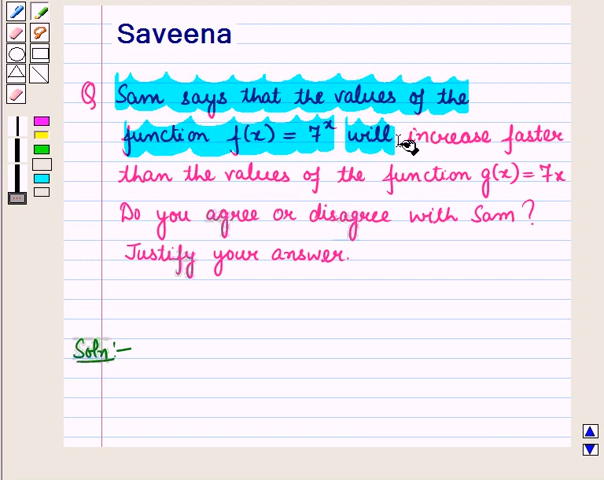 Saveena
Q Sam says that the values of the
function f(x) = 7^x will increase faster
than the values of the function g(x) = 7x
Do you agree or disagree with Sam?
Justify your answer.
Soln:-